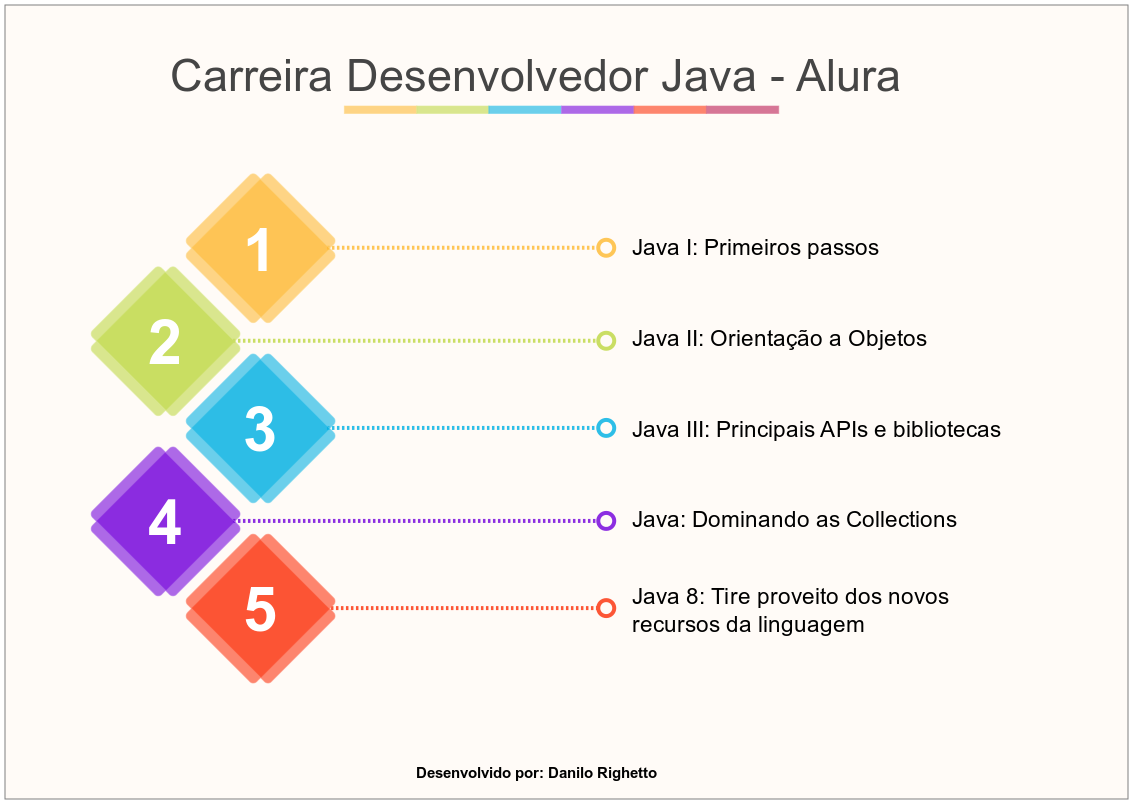 Carreira Desenvolvedor Java - Alura
1
Java I: Primeiros passos
2
Java II: Orientação a Objetos
3
Java III: Principais APIs e bibliotecas
4
Java: Dominando as Collections
5
Java 8: Tire proveito dos novos
recursos da linguagem
Desenvolvido por: Danilo Righetto